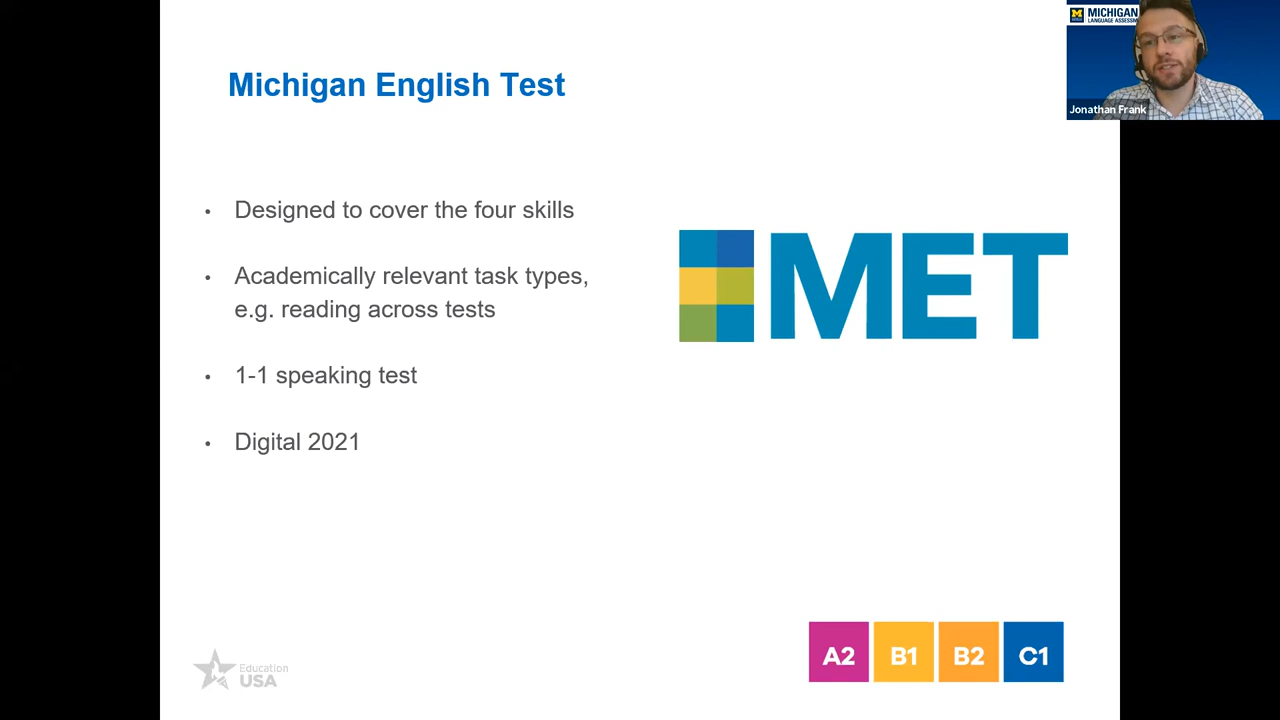 Michigan English Test
MICHIGAN
LANGUAGE ASSESSM
Jonathan Frank
• Designed to cover the four skills
• Academically relevant task types,
e.g. reading across tests
• 1-1 speaking test
• Digital 2021
MET
A2 B1 B2 C1
Education
USA